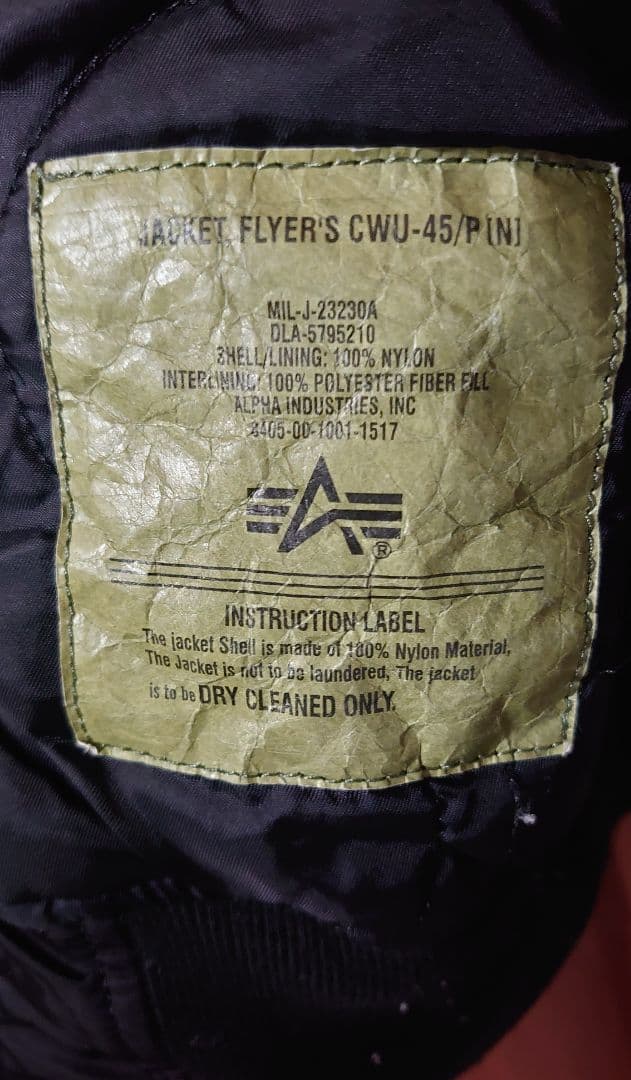 JACKET, FLYER'S CWU-45/P (N)
MIL-J-23230A
DLA-5795210
SHELL/LINING: 100% NYLON
INTERLINING: 100% POLYESTER FIBER FILL
ALPHA INDUSTRIES, INC
8405-00-1001-1517
®
INSTRUCTION LABEL
The jacket Shell is made of 100% Nylon Material,
The Jacket is not to be laundered, The jacket
is to be DRY CLEANED ONLY.